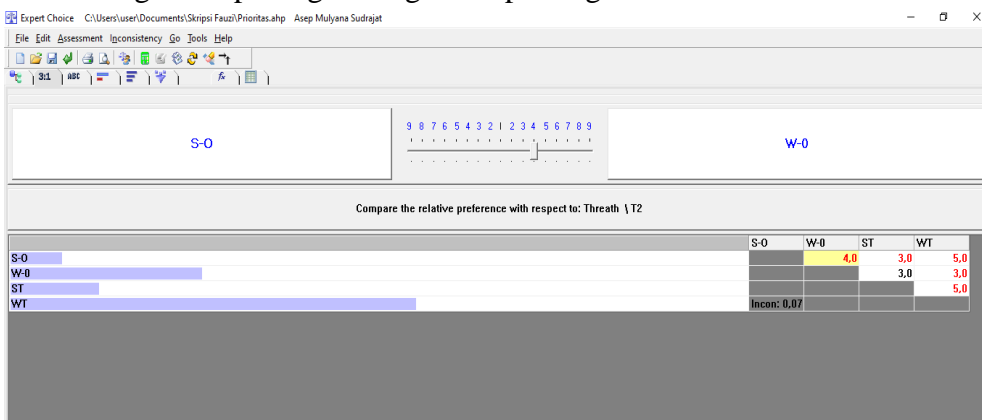 Expert Choice C:\Users\user\Documents\Skripsi Fauzi\Prioritas.ahp Asep Mulyana Sudrajat
File Edit Assessment Inconsistency Go Tools Help
3:1 ABC fx
9 8 7 6 5 4 3 2 1 2 3 4 5 6 7 8 9
S-O W-0
Compare the relative preference with respect to: Threath \ T2
S-O W-0 ST WT
S-O 4,0 3,0 5,0
W-0 3,0 3,0
ST 5,0
WT Incon: 0,07